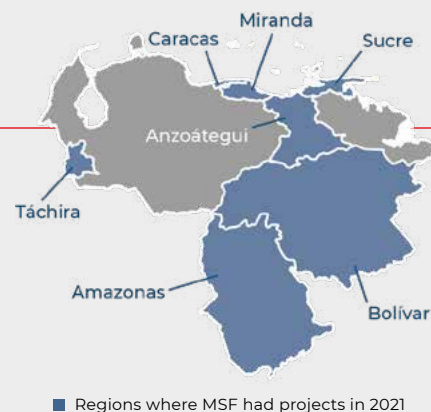 Miranda
Caracas
Sucre
Anzoátegui
Táchira
Amazonas
Bolívar
Regions where MSF had projects in 2021